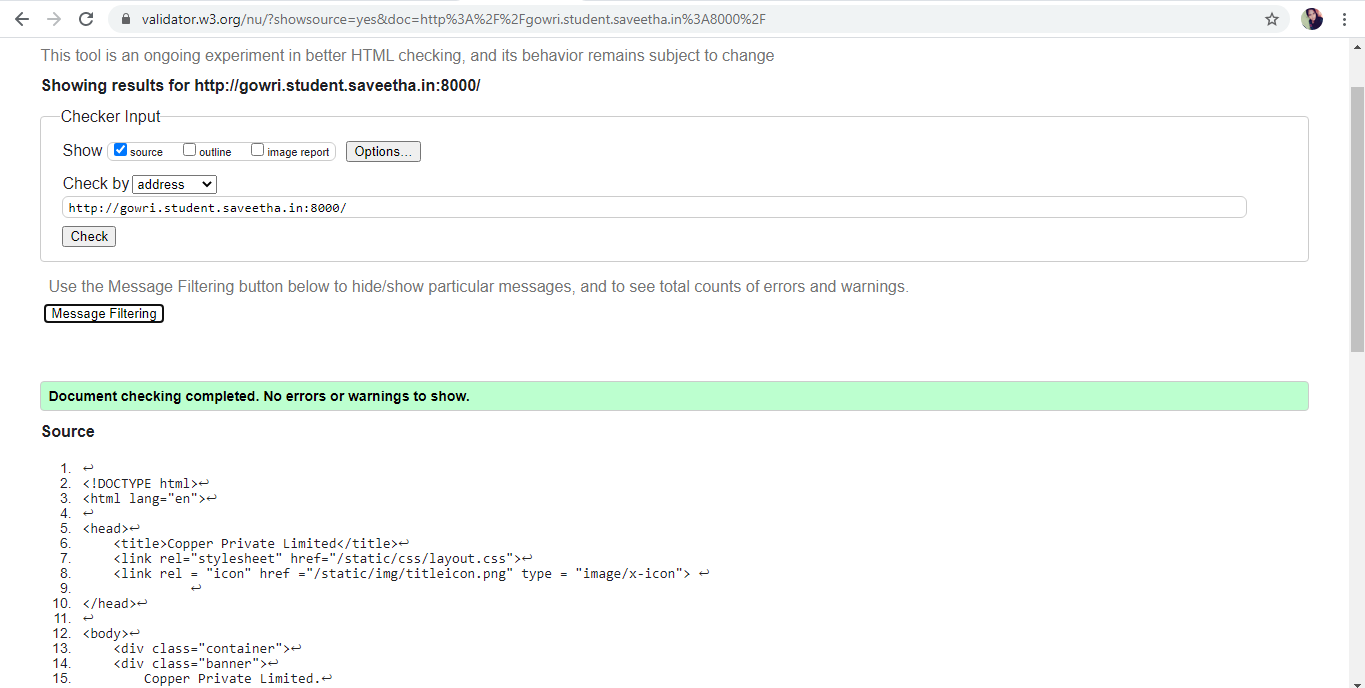 validator.w3.org/nu/?showsource=yes&doc=http%3A%2F%2Fgowri.student.saveetha.in%3A8000%2F
This tool is an ongoing experiment in better HTML checking, and its behavior remains subject to change
Showing results for http://gowri.student.saveetha.in:8000/
Checker Input
Show source outline image report Options...
Check by address
http://gowri.student.saveetha.in:8000/
Check
Use the Message Filtering button below to hide/show particular messages, and to see total counts of errors and warnings.
Message Filtering
Document checking completed. No errors or warnings to show.
Source
1. ↩
2. <!DOCTYPE html>↩
3. <html lang="en">↩
4. ↩
5. <head>↩
6.     <title>Copper Private Limited</title>↩
7.     <link rel="stylesheet" href="/static/css/layout.css">↩
8.     <link rel = "icon" href ="/static/img/titleicon.png" type = "image/x-icon"> ↩
9.               ↩
10. </head>↩
11. ↩
12. <body>↩
13.     <div class="container">↩
14.     <div class="banner">↩
15.         Copper Private Limited.↩